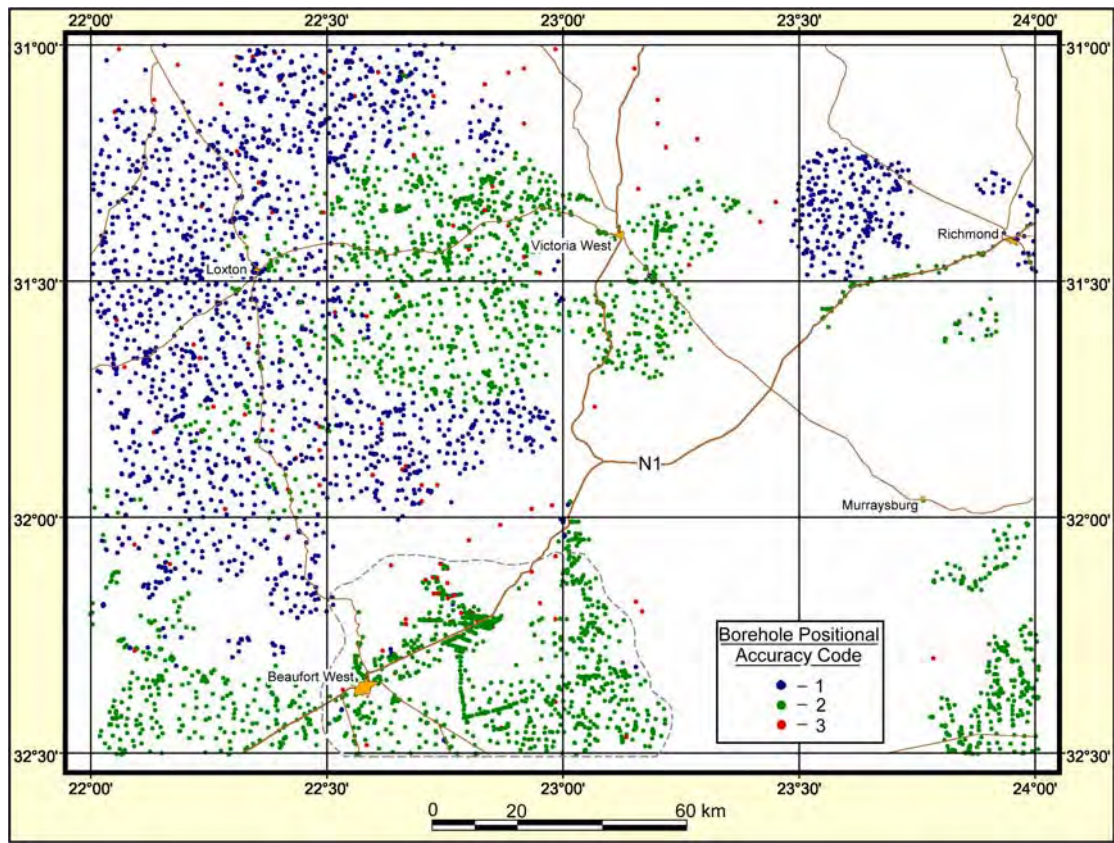 22°00' 22°30' 23°00' 23°30' 24°00'
31°00' 31°00'
Richmond
Victoria West
Loxton
31°30' 31°30'
N1
Murraysburg
32°00' 32°00'
Borehole Positional
Accuracy Code
– 1
– 2
– 3
Beaufort West
32°30' 32°30'
22°00' 22°30' 23°00' 23°30' 24°00'
0 20 60 km